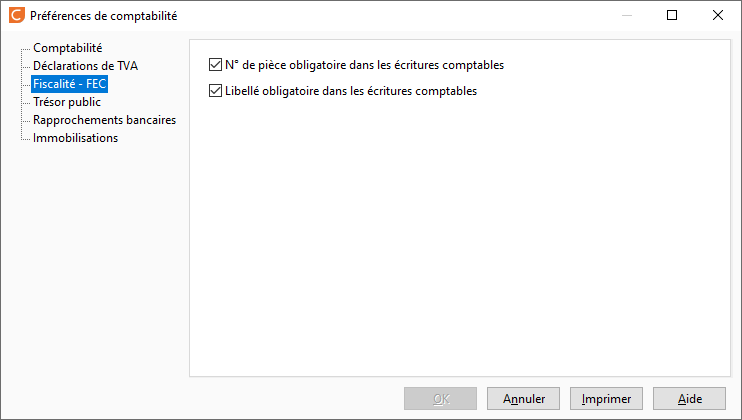 Préférences de comptabilité
Comptabilité
Déclarations de TVA
Fiscalité - FEC
Trésor public
Rapprochements bancaires
Immobilisations
N° de pièce obligatoire dans les écritures comptables
Libellé obligatoire dans les écritures comptables
OK
Annuler
Imprimer
Aide